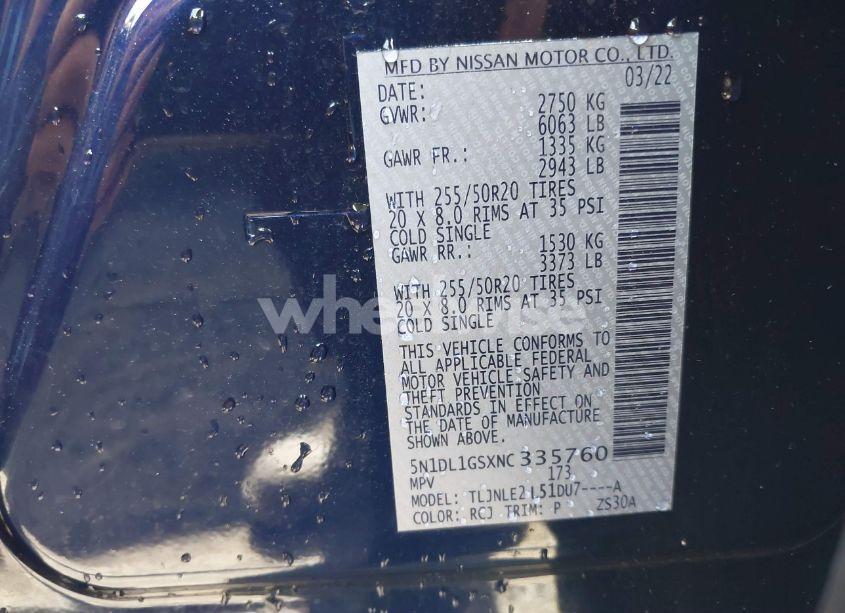 MFD BY NISSAN MOTOR CO., LTD.
DATE: 03/22
GVWR: 2750 KG
6063 LB
GAWR FR.: 1335 KG
2943 LB
WITH 255/50R20 TIRES
20 X 8.0 RIMS AT 35 PSI
COLD SINGLE
GAWR RR.: 1530 KG
3373 LB
WITH 255/50R20 TIRES
20 X 8.0 RIMS AT 35 PSI
COLD SINGLE
THIS VEHICLE CONFORMS TO
ALL APPLICABLE FEDERAL
MOTOR VEHICLE SAFETY AND
THEFT PREVENTION
STANDARDS IN EFFECT ON
THE DATE OF MANUFACTURE
SHOWN ABOVE.
5N1DL1GSXNC335760
MPV 173
MODEL: TLJNLE2L51DU7----A
COLOR: RCJ TRIM: P ZS30A